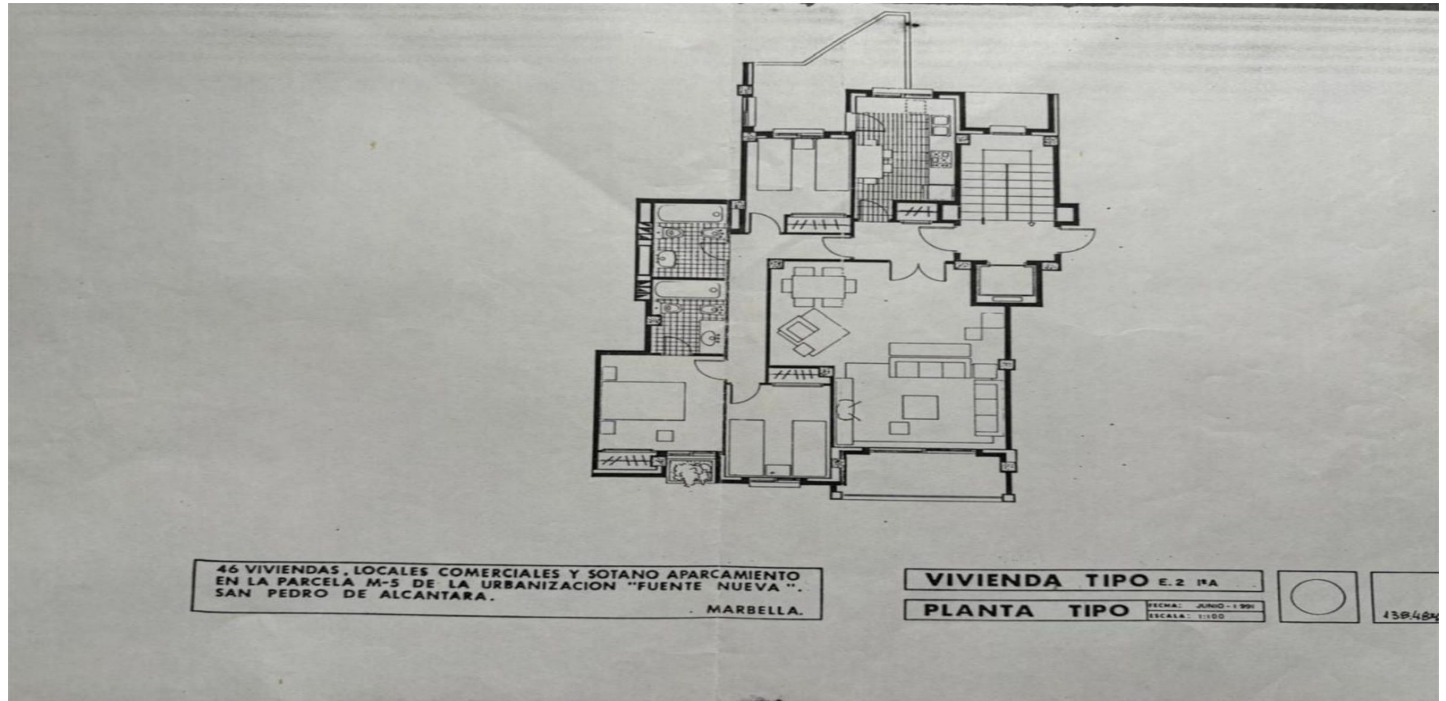 46 VIVIENDAS, LOCALES COMERCIALES Y SOTANO APARCAMIENTO
EN LA PARCELA M-5 DE LA URBANIZACION "FUENTE NUEVA".
SAN PEDRO DE ALCANTARA.
MARBELLA.
VIVIENDA TIPO E.2 1ºA
PLANTA TIPO
FECHA: JUNIO-1991
ESCALA: 1:100